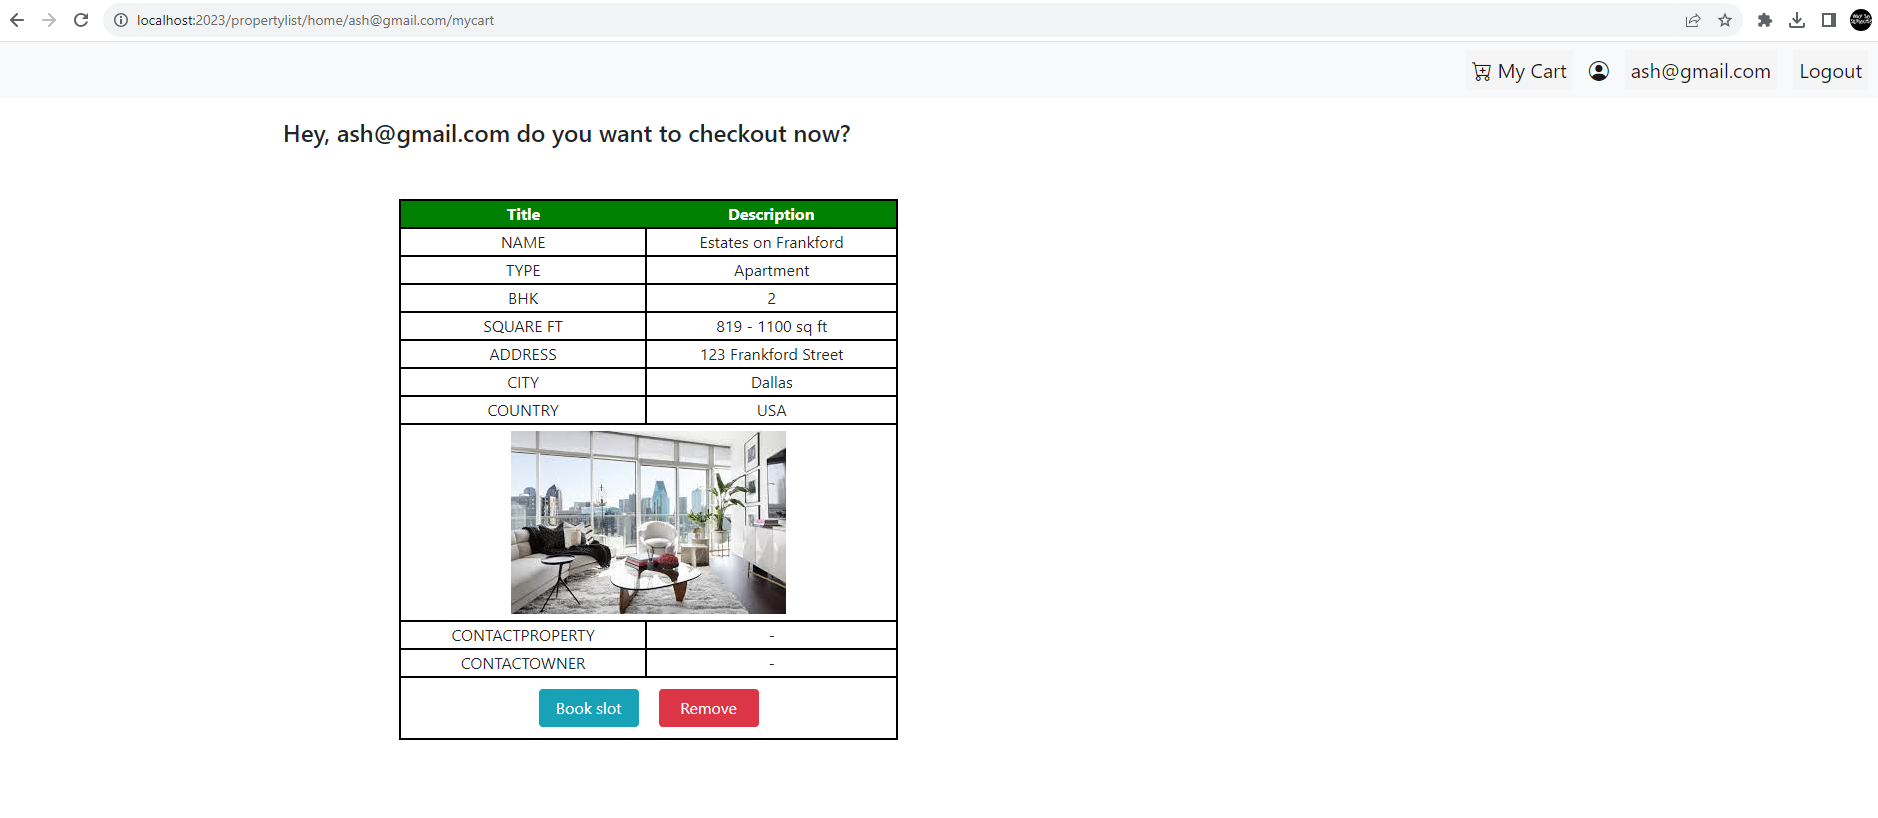 localhost:2023/propertylist/home/ash@gmail.com/mycart
My Cart ash@gmail.com Logout
Hey, ash@gmail.com do you want to checkout now?
Title Description
NAME Estates on Frankford
TYPE Apartment
BHK 2
SQUARE FT 819 - 1100 sq ft
ADDRESS 123 Frankford Street
CITY Dallas
COUNTRY USA
CONTACTPROPERTY -
CONTACTOWNER -
Book slot Remove